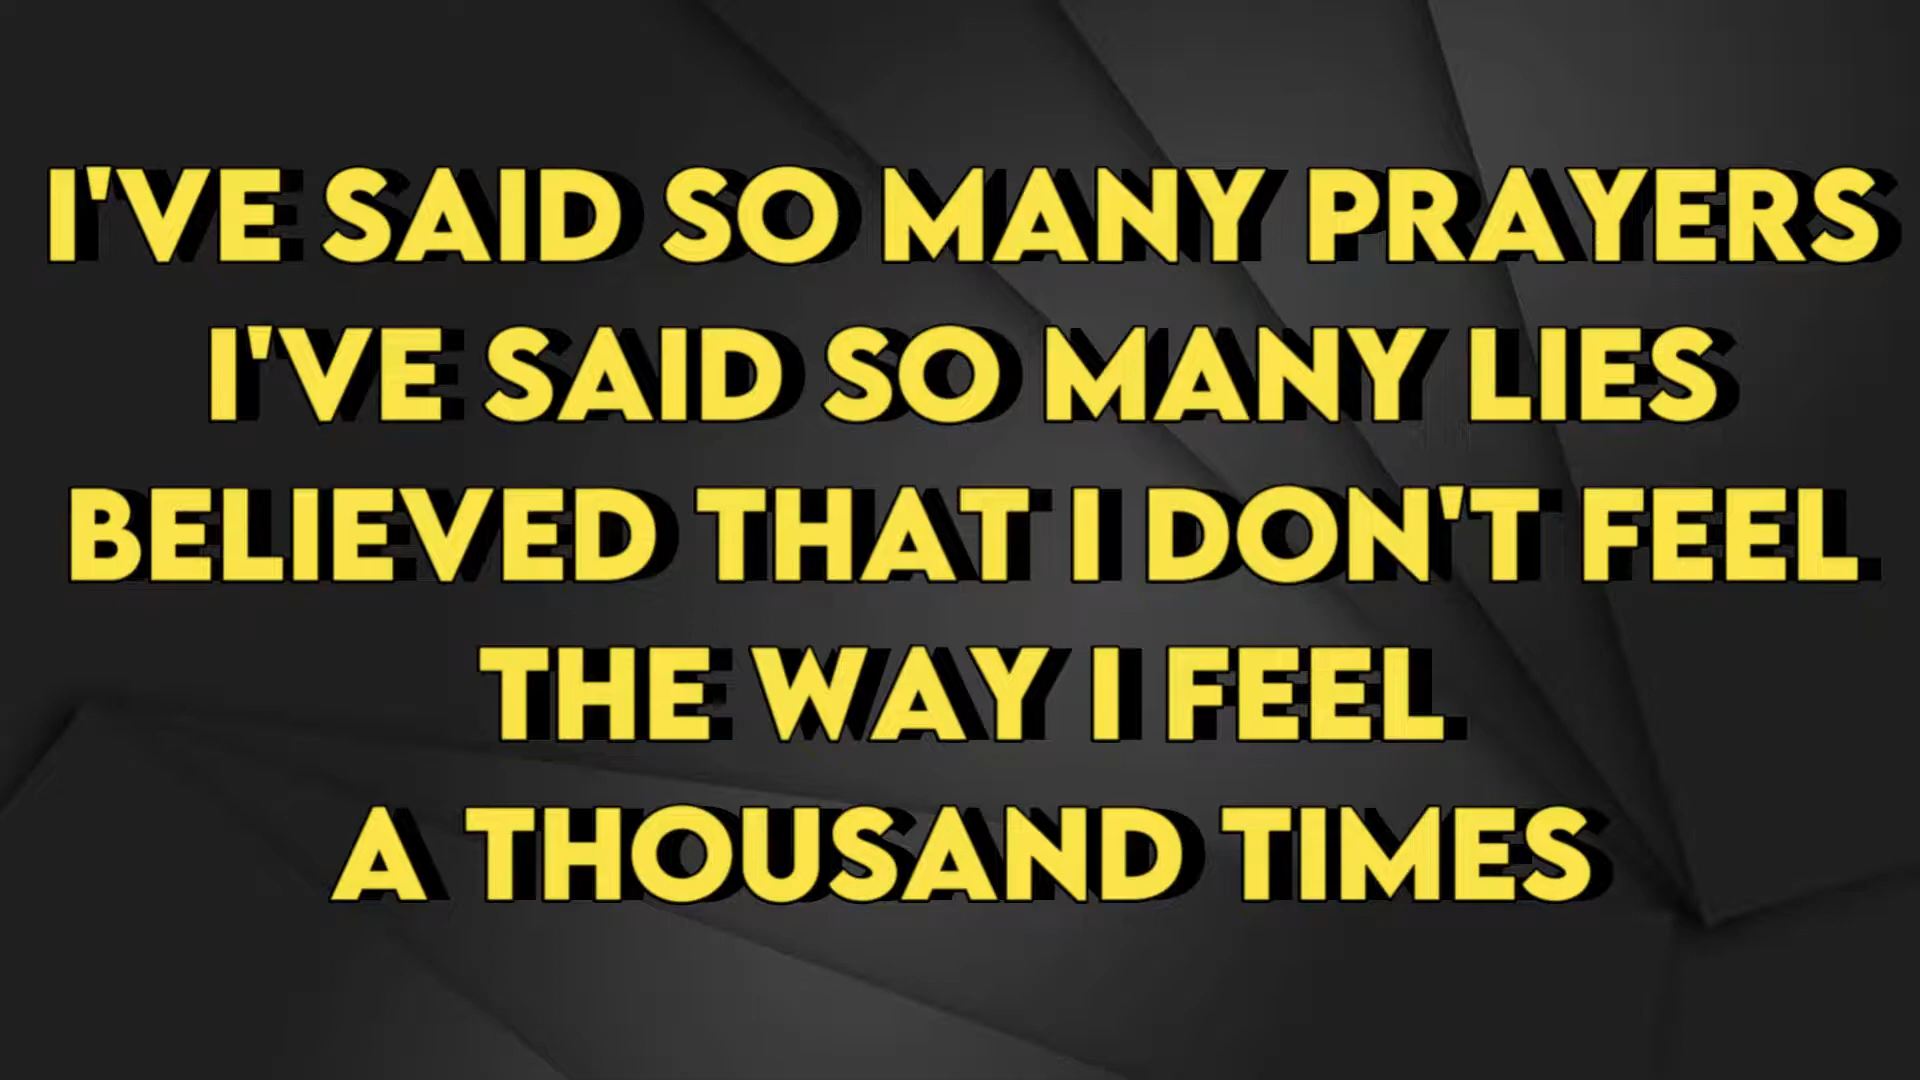 I'VE SAID SO MANY PRAYERS
I'VE SAID SO MANY LIES
BELIEVED THAT I DON'T FEEL
THE WAY I FEEL
A THOUSAND TIMES